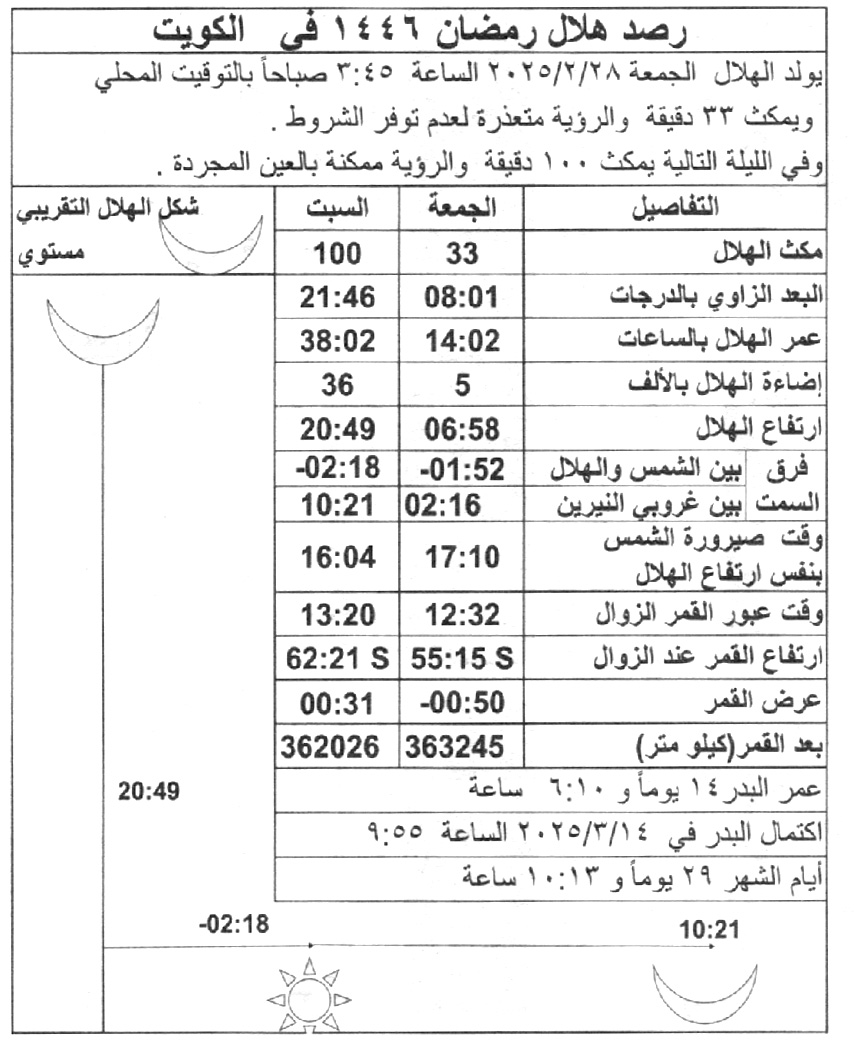 رصد هلال رمضان ١٤٤٦ في الكويت
يولد الهلال الجمعة ٢٠٢٥/٢/٢٨ الساعة ٣:٤٥ صباحاً بالتوقيت المحلي
ويمكث ٣٣ دقيقة والرؤية متعذرة لعدم توفر الشروط .
وفي الليلة التالية يمكث ١٠٠ دقيقة والرؤية ممكنة بالعين المجردة .
التفاصيل الجمعة السبت شكل الهلال التقريبي
مكث الهلال 33 100 مستوي
البعد الزاوي بالدرجات 08:01 21:46
عمر الهلال بالساعات 14:02 38:02
إضاءة الهلال بالألف 5 36
ارتفاع الهلال 06:58 20:49
فرق بين الشمس والهلال -01:52 -02:18
السمت بين غروبي النيرين 02:16 10:21
وقت صيرورة الشمس
بنفس ارتفاع الهلال 17:10 16:04
وقت عبور القمر الزوال 12:32 13:20
ارتفاع القمر عند الزوال 55:15 S 62:21 S
عرض القمر -00:50 00:31
بعد القمر(كيلو متر) 363245 362026
عمر البدر ١٤ يوماً و ٦:١٠ ساعة
20:49
اكتمال البدر في ٢٠٢٥/٣/١٤ الساعة ٩:٥٥
أيام الشهر ٢٩ يوماً و ١٠:١٣ ساعة
-02:18 10:21